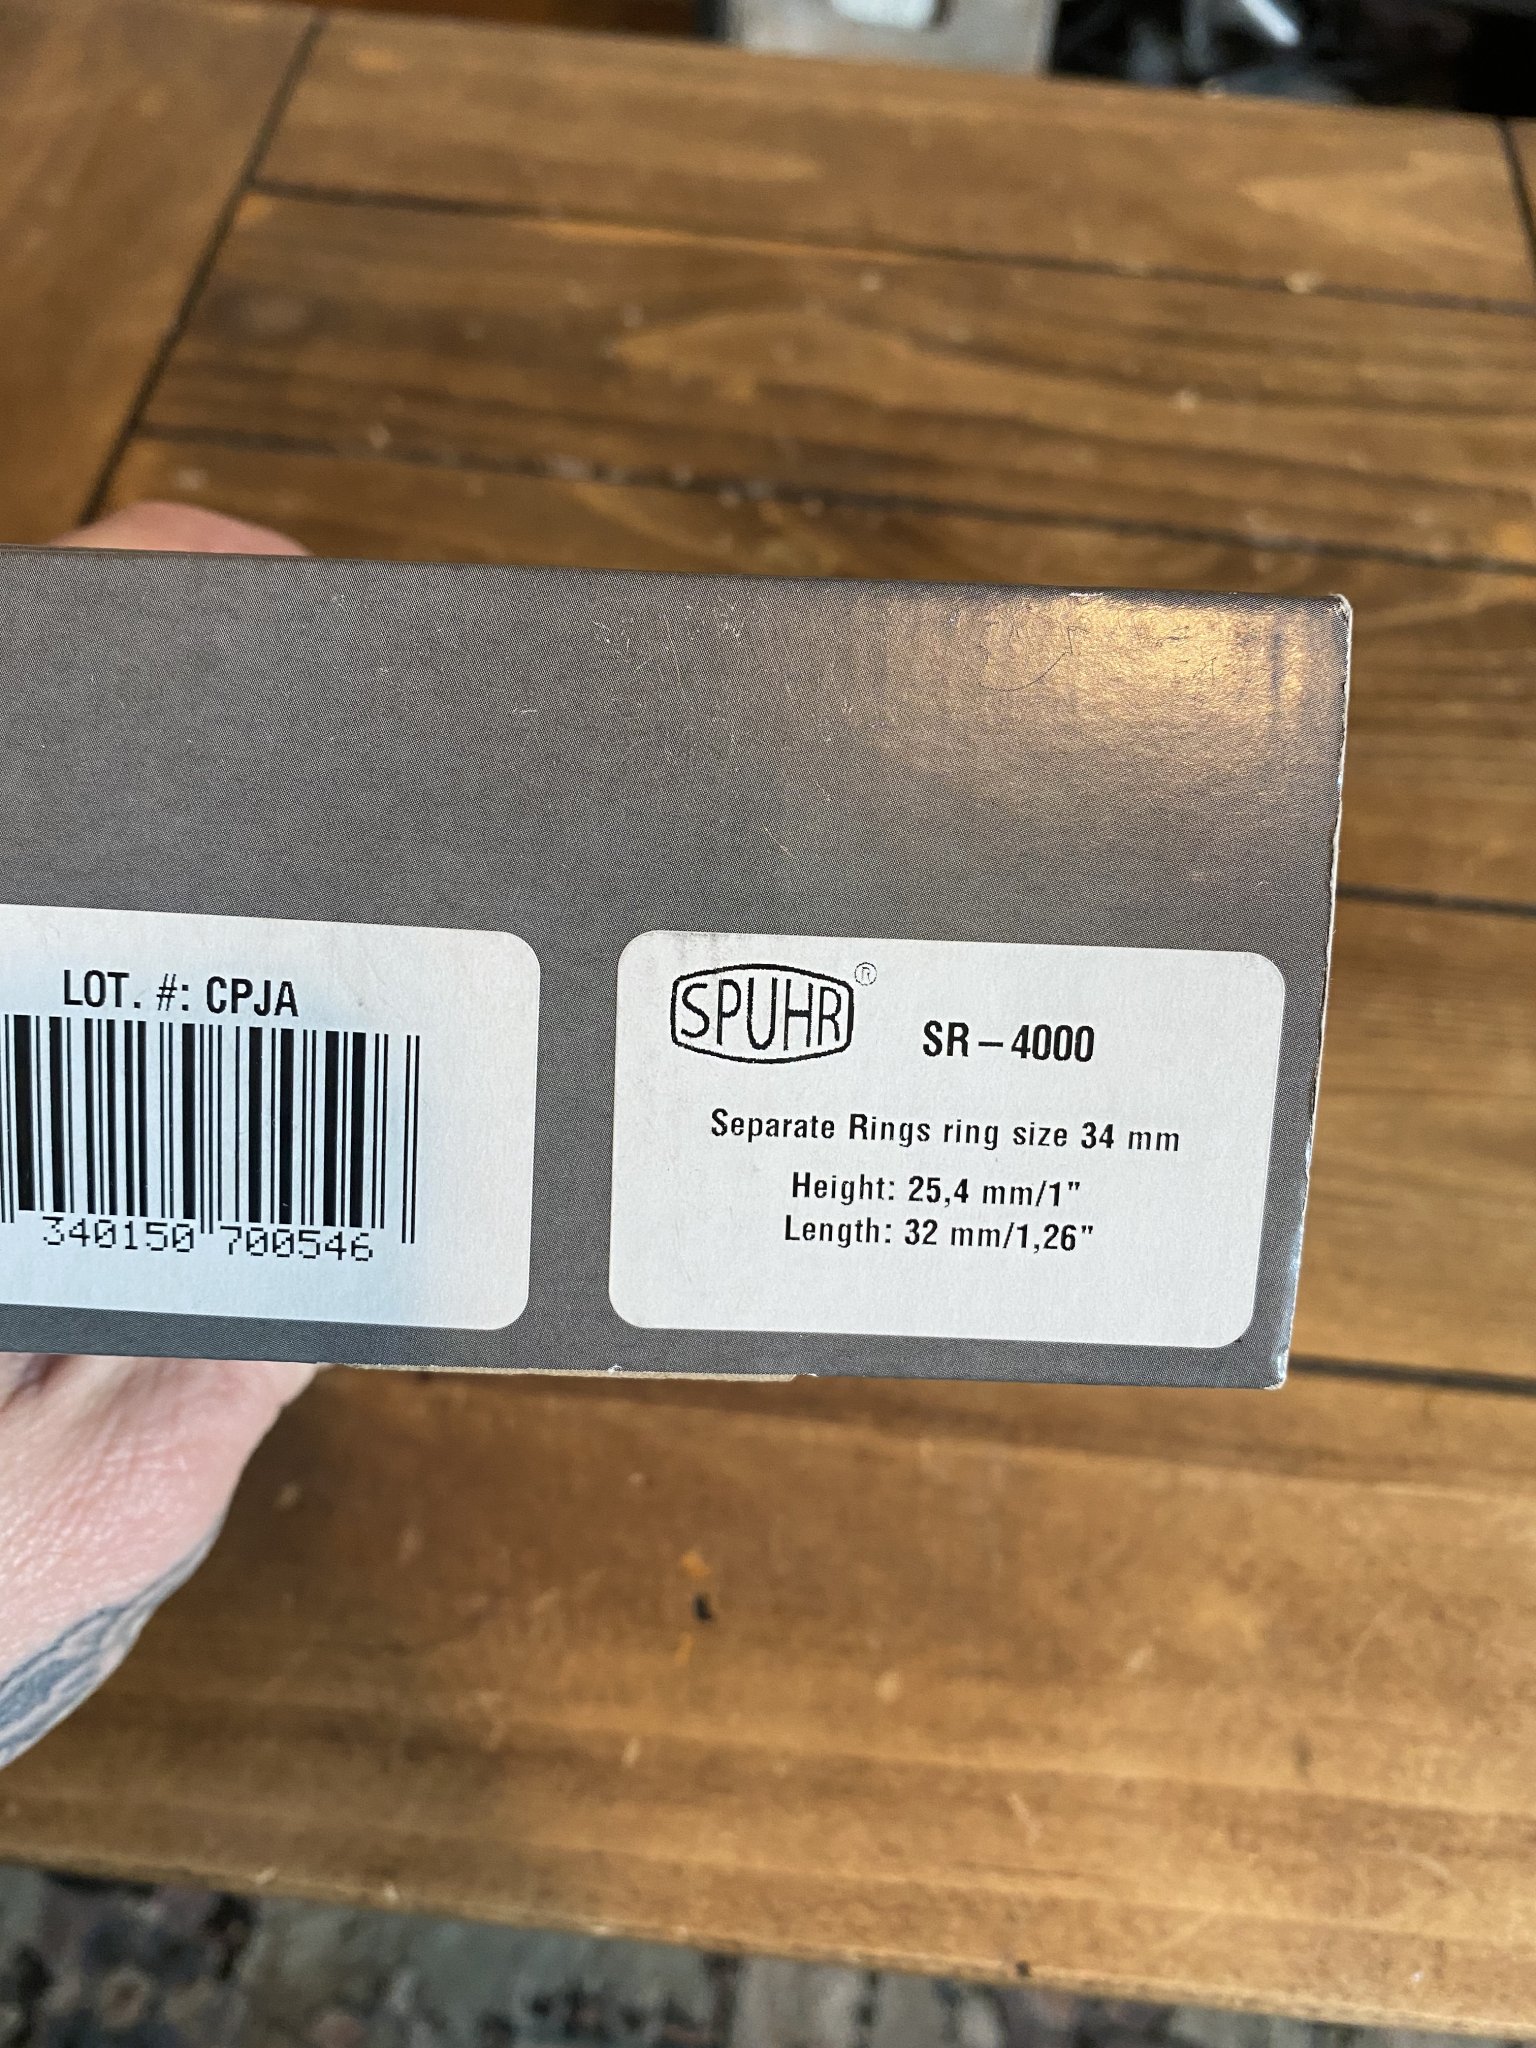 LOT. #: CPJA
340150 700546
SPUHR®
SR – 4000
Separate Rings ring size 34 mm
Height: 25,4 mm/1"
Length: 32 mm/1,26"